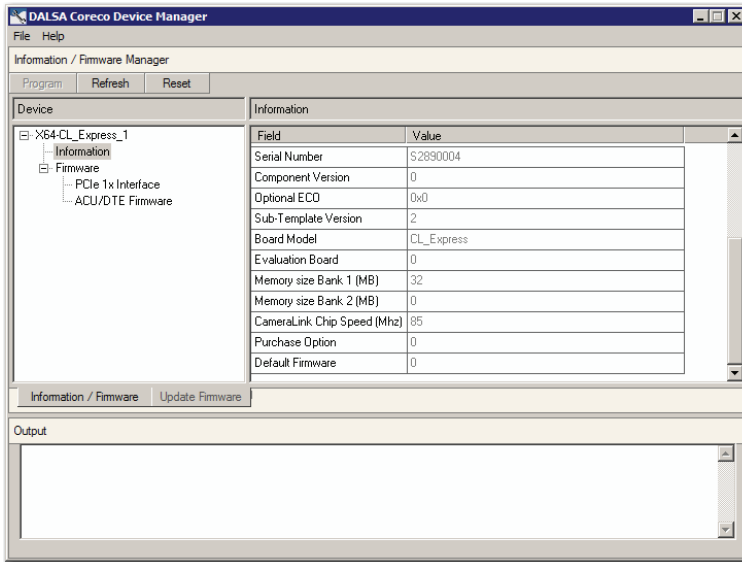 DALSA Coreco Device Manager
File Help
Information / Firmware Manager
Program Refresh Reset
Device Information
X64-CL_Express_1
Information
Firmware
PCIe 1x Interface
ACU/DTE Firmware
Field Value
Serial Number S2890004
Component Version 0
Optional ECO 0x0
Sub-Template Version 2
Board Model CL_Express
Evaluation Board 0
Memory size Bank 1 (MB) 32
Memory size Bank 2 (MB) 0
CameraLink Chip Speed (Mhz) 85
Purchase Option 0
Default Firmware 0
Information / Firmware Update Firmware
Output